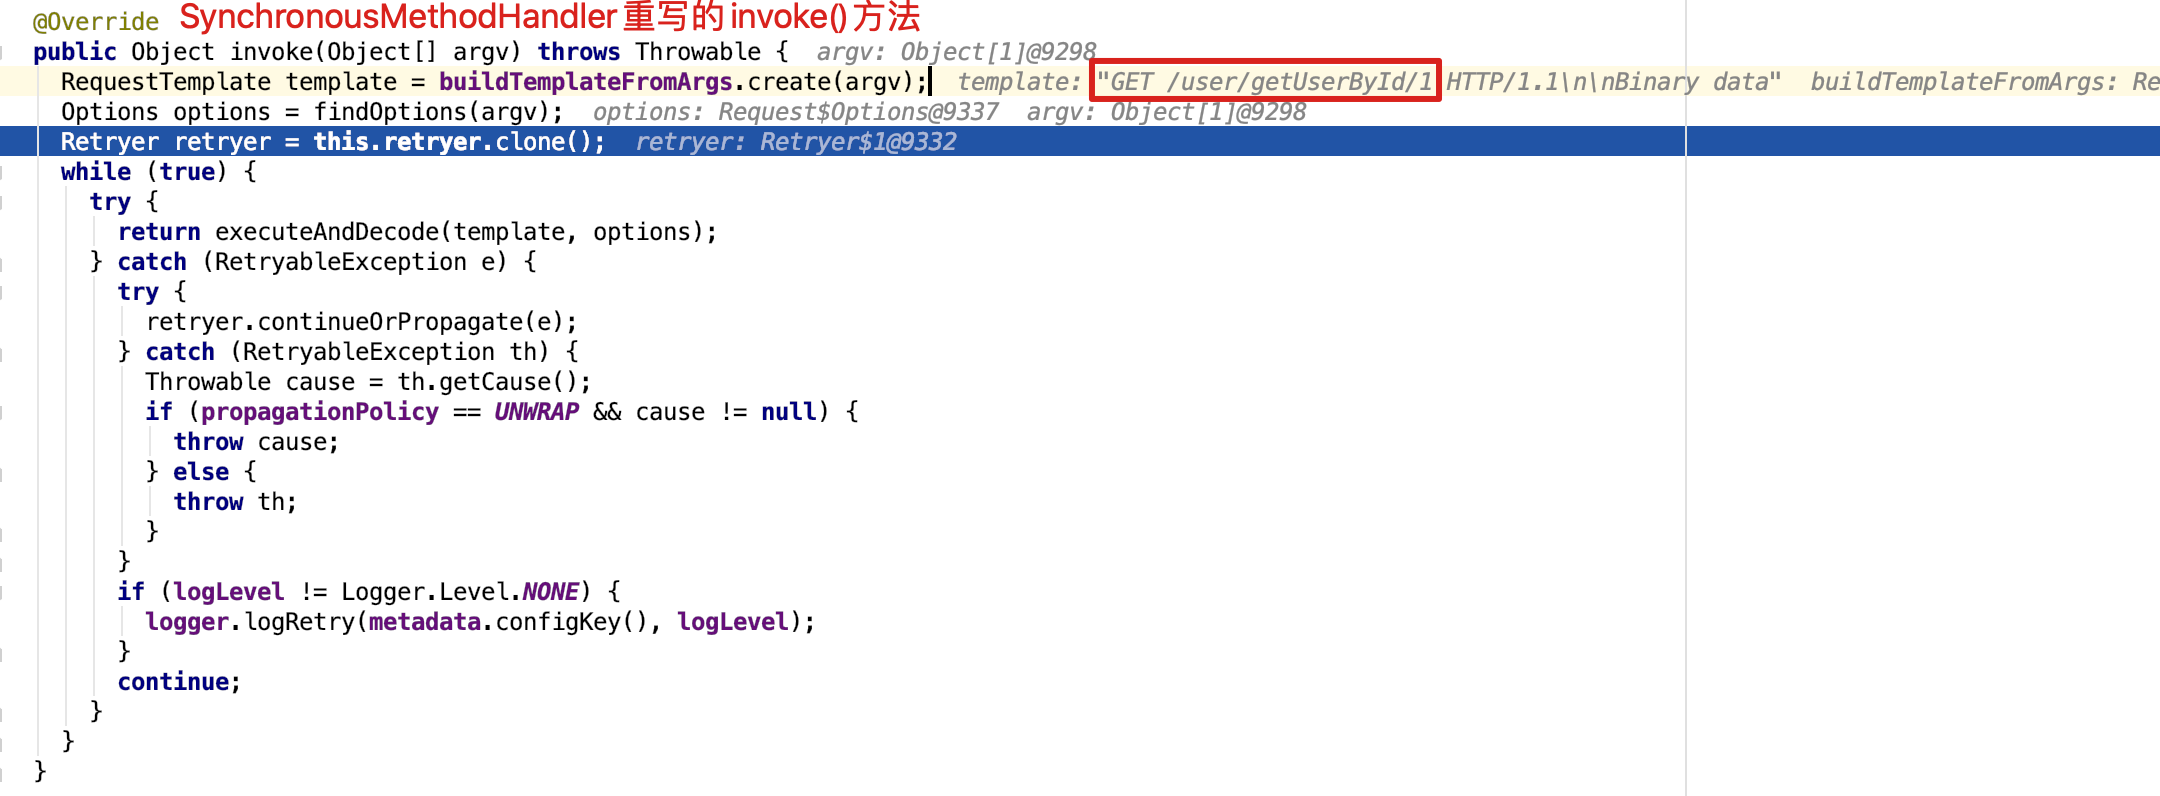 @Override SynchronousMethodHandler重写的invoke()方法
public Object invoke(Object[] argv) throws Throwable { argv: Object[1]@9298
RequestTemplate template = buildTemplateFromArgs.create(argv); template: "GET /user/getUserById/1 HTTP/1.1\n\nBinary data" buildTemplateFromArgs: Re
Options options = findOptions(argv); options: Request$Options@9337 argv: Object[1]@9298
Retryer retryer = this.retryer.clone(); retryer: Retryer$1@9332
while (true) {
try {
return executeAndDecode(template, options);
} catch (RetryableException e) {
try {
retryer.continueOrPropagate(e);
} catch (RetryableException th) {
Throwable cause = th.getCause();
if (propagationPolicy == UNWRAP && cause != null) {
throw cause;
} else {
throw th;
}
}
if (logLevel != Logger.Level.NONE) {
logger.logRetry(metadata.configKey(), logLevel);
}
continue;
}
}
}